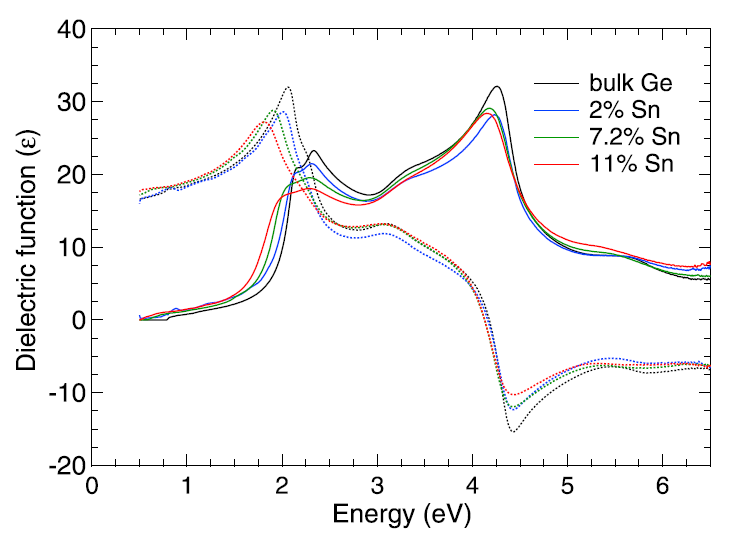 40
30
20
10
0
-10
-20
Dielectric function (ε)
bulk Ge
2% Sn
7.2% Sn
11% Sn
0 1 2 3 4 5 6
Energy (eV)